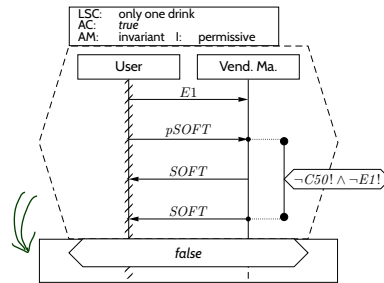 LSC: only one drink
AC: true
AM: invariant I: permissive
User Vend. Ma.
E1
pSOFT
SOFT
¬C50! ∧ ¬E1!
SOFT
false